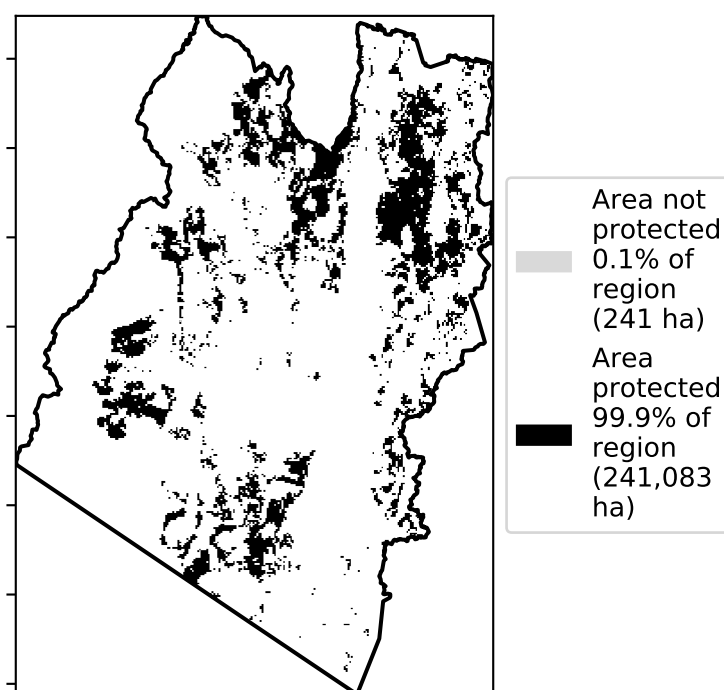 Area not
protected
0.1% of
region
(241 ha)
Area
protected
99.9% of
region
(241,083
ha)